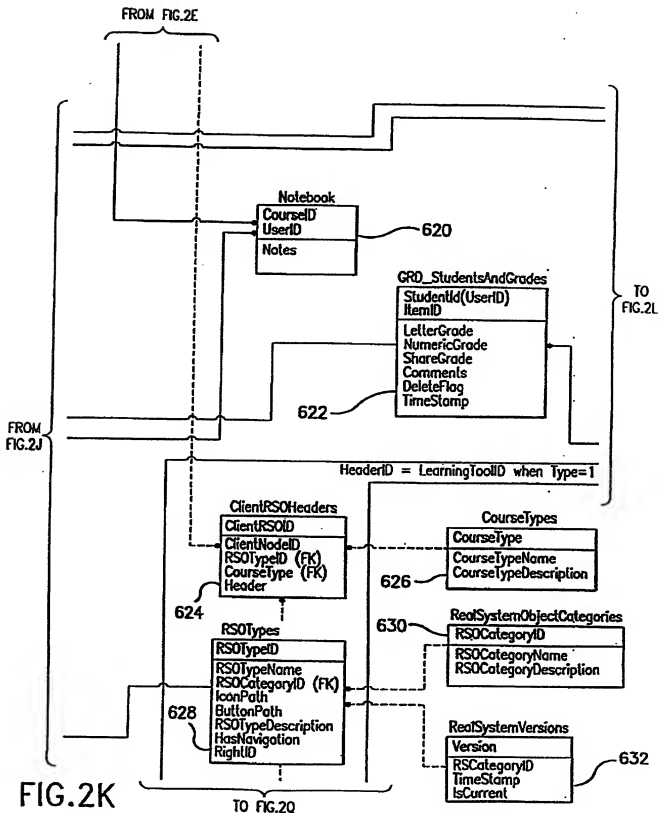 FROM FIG.2E
Notebook
CourseID
UserID
Notes
620
GRD_StudentsAndGrades
StudentId(UserID)
ItemID
LetterGrade
NumericGrade
ShareGrade
Comments
DeleteFlag
TimeStamp
622
TO
FIG.2L
FROM
FIG.2J
HeaderID = LearningToolID when Type=1
ClientRSOHeaders
ClientRSOID
ClientNodeID
RSOTypeID (FK)
CourseType (FK)
Header
624
CourseTypes
CourseType
CourseTypeName
CourseTypeDescription
626
RSOTypes
RSOTypeID
RSOTypeName
RSOCategoryID (FK)
IconPath
ButtonPath
RSOTypeDescription
HasNavigation
RightID
628
RealSystemObjectCategories
630
RSOCategoryID
RSOCategoryName
RSOCategoryDescription
RealSystemVersions
Version
RSCategoryID
TimeStamp
IsCurrent
632
FIG.2K
TO FIG.2Q